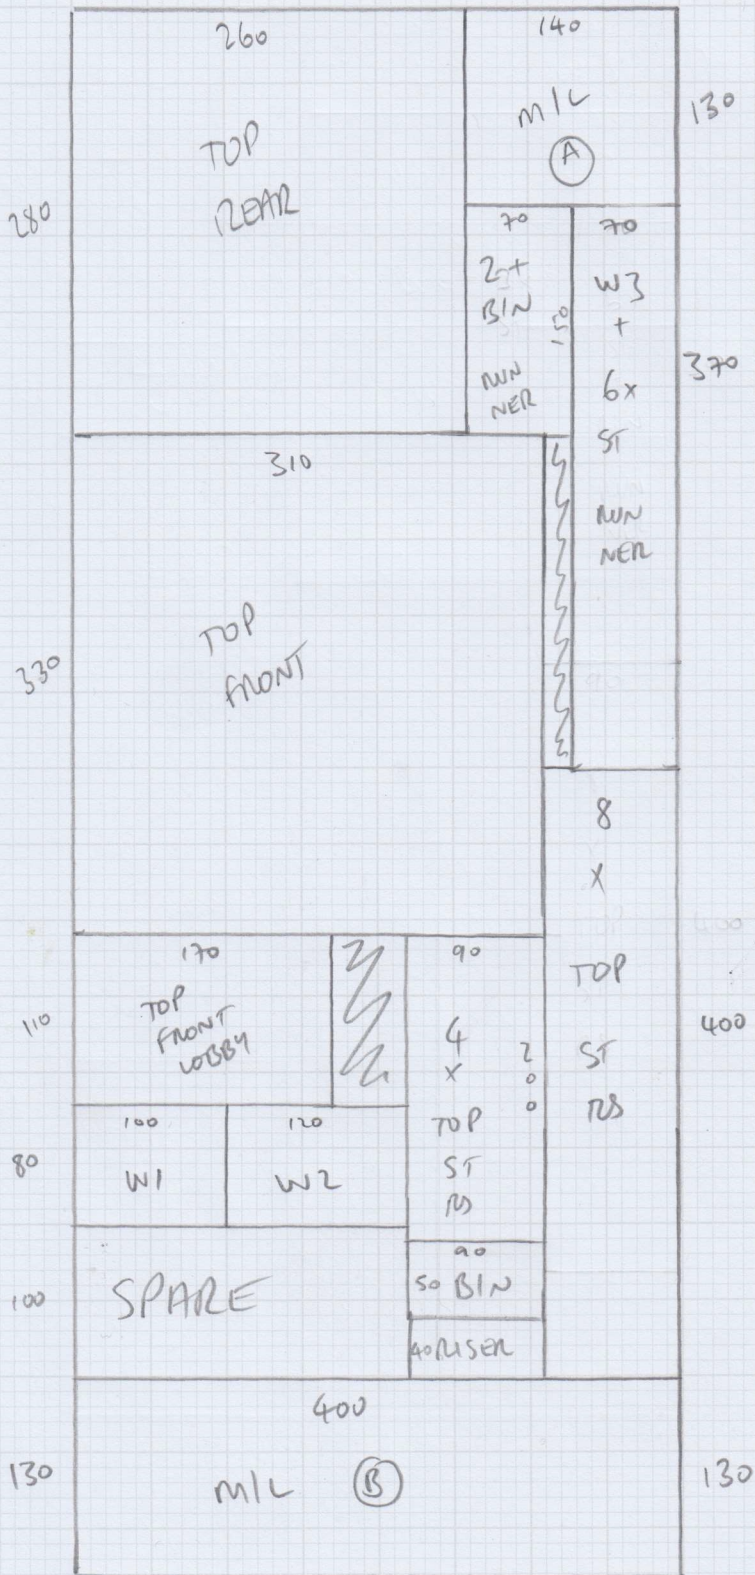 260
140
TOP
REAR
M/L
A
130
280
70
2 +
BIN
RUN
NER
150
70
W3
+
6x
ST
RUN
NER
370
310
TOP
FRONT
330
8
X
TOP
ST
RS
400
170
TOP
FRONT
LOBBY
110
90
4
X
TOP
ST
RS
200
100
W1
120
W2
80
SPARE
100
90
50 BIN
40 RISER
400
M/L B
130
130